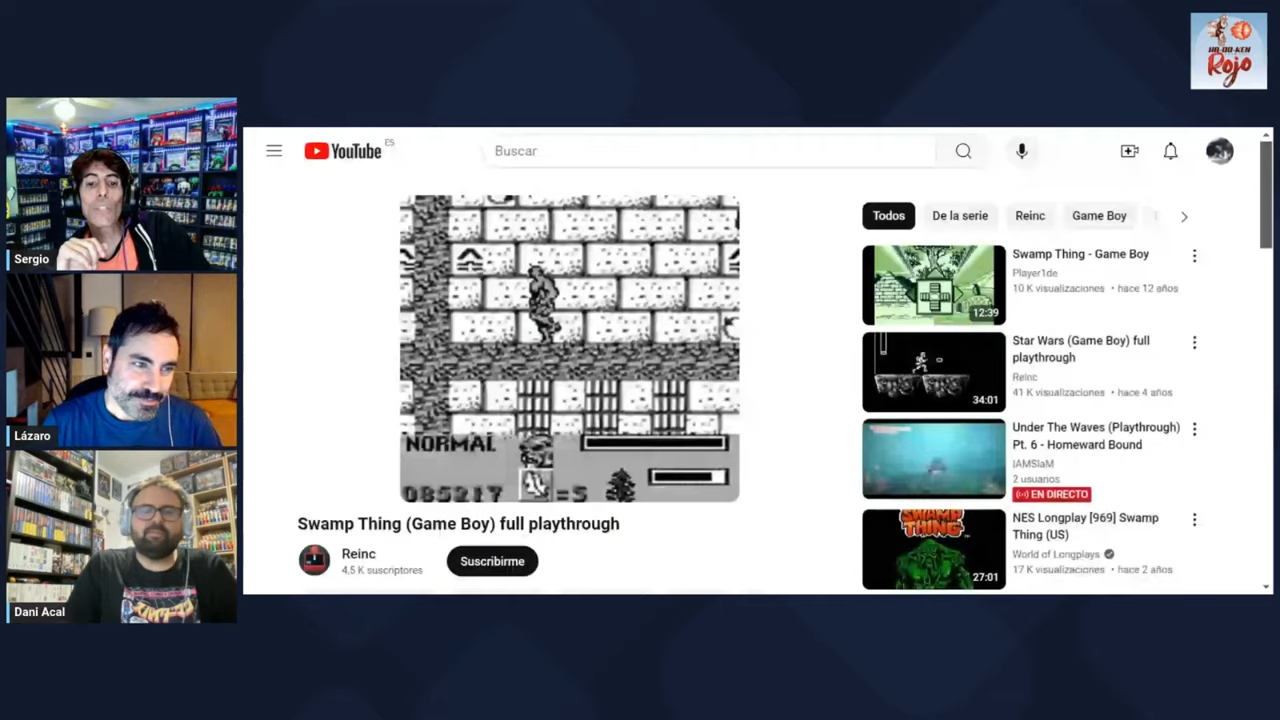 HA-DO-KEN
Rojo
Sergio
Lázaro
Dani Acal
YouTube
ES
Buscar
NORMAL
085217
=5
Swamp Thing (Game Boy) full playthrough
Reinc
4,5 K suscriptores
Suscribirme
Todos
De la serie
Reinc
Game Boy
Swamp Thing - Game Boy
Player1de
10 K visualizaciones • hace 12 años
12:39
Star Wars (Game Boy) full
playthrough
Reinc
41 K visualizaciones • hace 4 años
34:01
Under The Waves (Playthrough)
Pt. 6 - Homeward Bound
IAMSlaM
2 usuarios
EN DIRECTO
SWAMP
THING
27:01
NES Longplay [969] Swamp
Thing (US)
World of Longplays
17 K visualizaciones • hace 2 años